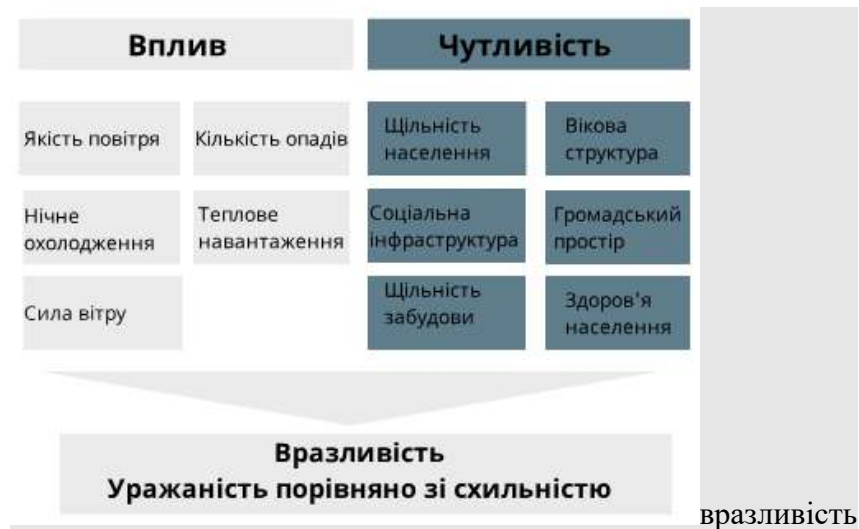 Вплив
Чутливість
Якість повітря
Кількість опадів
Щільність
населення
Вікова
структура
Нічне
охолодження
Теплове
навантаження
Соціальна
інфраструктура
Громадський
простір
Сила вітру
Щільність
забудови
Здоров'я
населення
Вразливість
Уражаність порівняно зі схильністю
вразливість